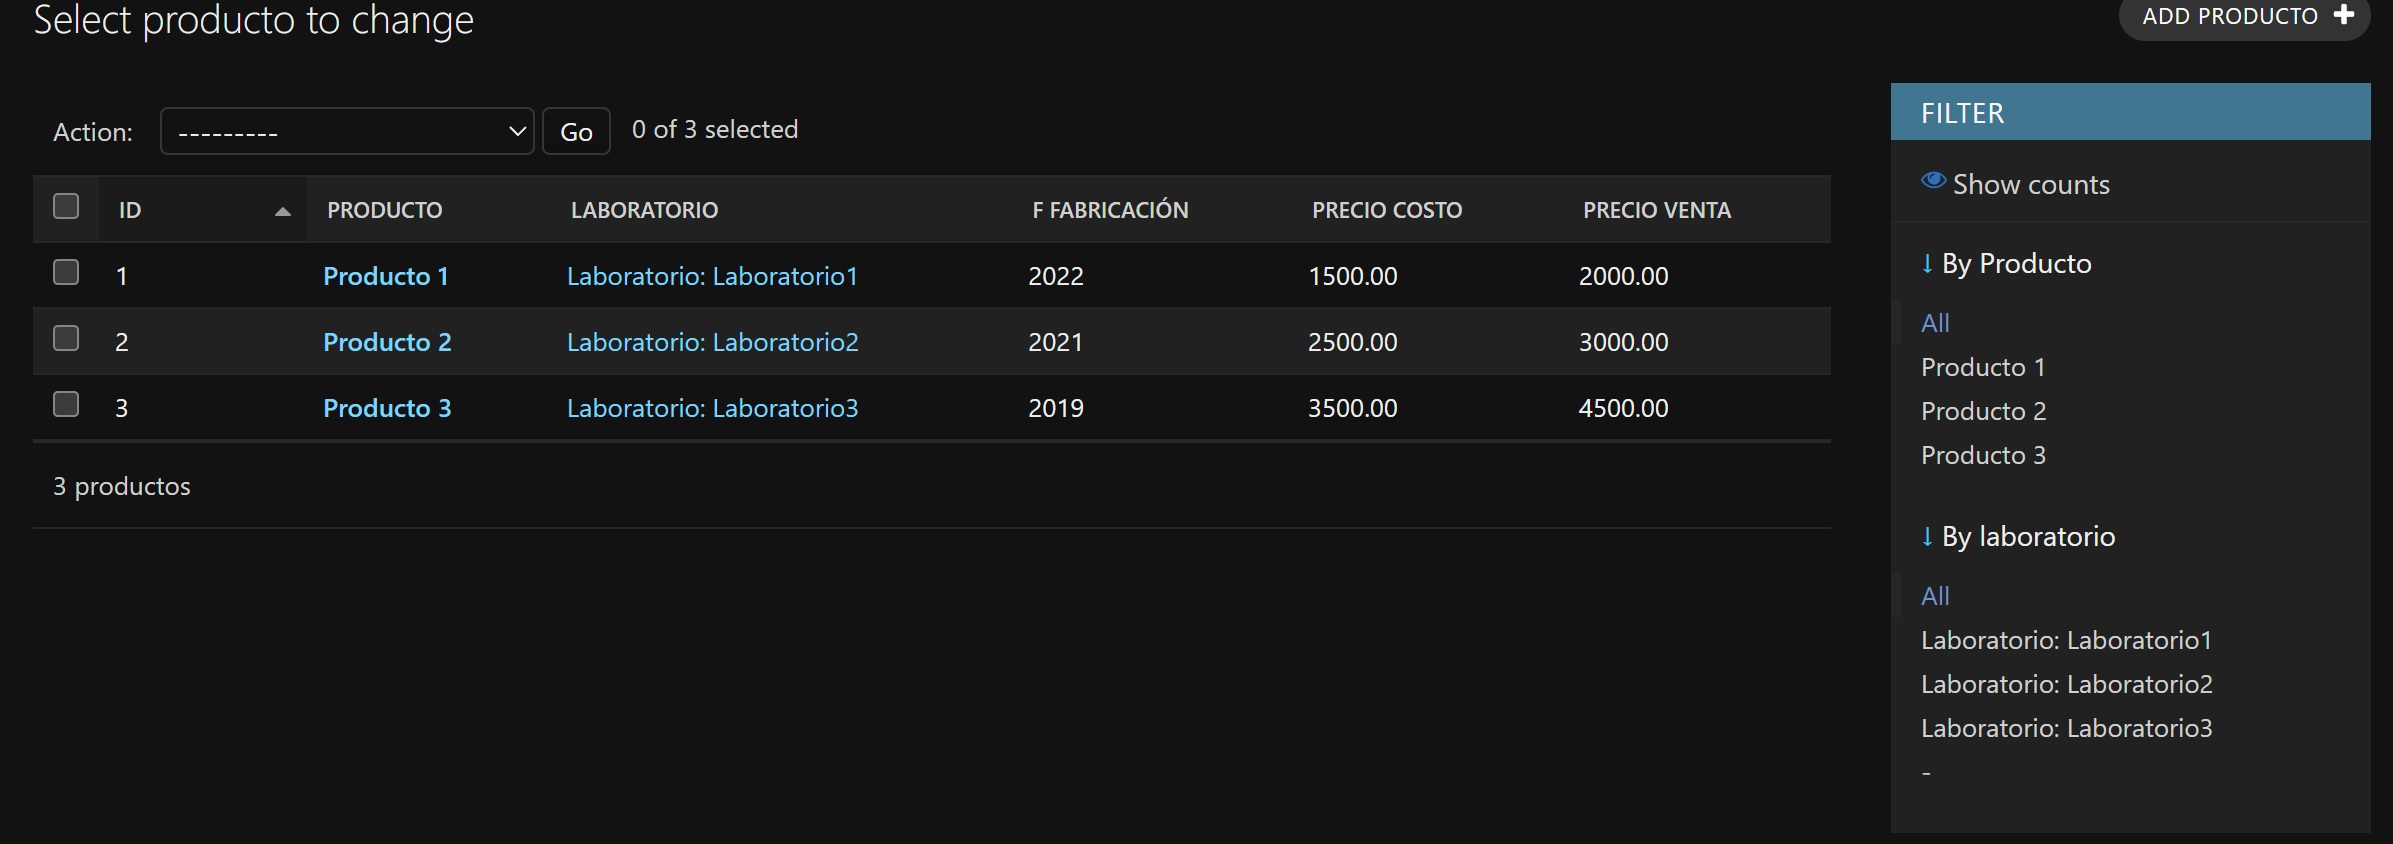 Select producto to change
ADD PRODUCTO
Action: --------- Go 0 of 3 selected
ID PRODUCTO LABORATORIO F FABRICACIÓN PRECIO COSTO PRECIO VENTA
1 Producto 1 Laboratorio: Laboratorio1 2022 1500.00 2000.00
2 Producto 2 Laboratorio: Laboratorio2 2021 2500.00 3000.00
3 Producto 3 Laboratorio: Laboratorio3 2019 3500.00 4500.00
3 productos
FILTER
Show counts
↓ By Producto
All
Producto 1
Producto 2
Producto 3
↓ By laboratorio
All
Laboratorio: Laboratorio1
Laboratorio: Laboratorio2
Laboratorio: Laboratorio3
-